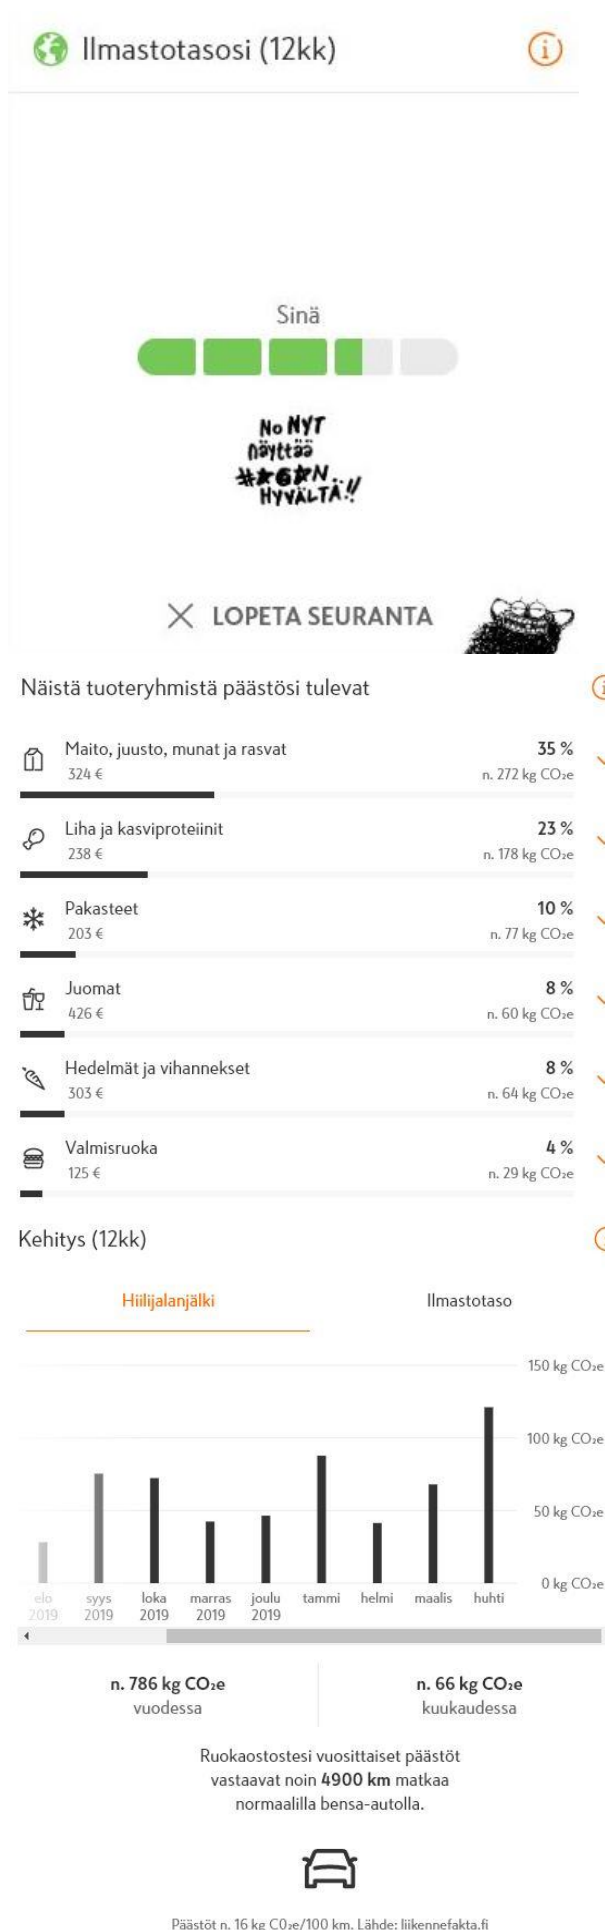 Ilmastotasosi (12kk)
Sinä
No NYT
näyttää
#*6*N
HYVÄLTÄ!!
LOPETA SEURANTA
Näistä tuoteryhmistä päästösi tulevat
Maito, juusto, munat ja rasvat 35 %
324 € n. 272 kg CO₂e
Liha ja kasviproteiinit 23 %
238 € n. 178 kg CO₂e
Pakasteet 10 %
203 € n. 77 kg CO₂e
Juomat 8 %
426 € n. 60 kg CO₂e
Hedelmät ja vihannekset 8 %
303 € n. 64 kg CO₂e
Valmisruoka 4 %
125 € n. 29 kg CO₂e
Kehitys (12kk)
Hiilijalanjälki Ilmastotaso
150 kg CO₂e
100 kg CO₂e
50 kg CO₂e
0 kg CO₂e
elo syys loka marras joulu tammi helmi maalis huhti
2019 2019 2019 2019 2019
n. 786 kg CO₂e n. 66 kg CO₂e
vuodessa kuukaudessa
Ruokaostostesi vuosittaiset päästöt
vastaavat noin 4900 km matkaa
normaalilla bensa-autolla.
Päästöt n. 16 kg CO₂e/100 km. Lähde: liikennefakta.fi